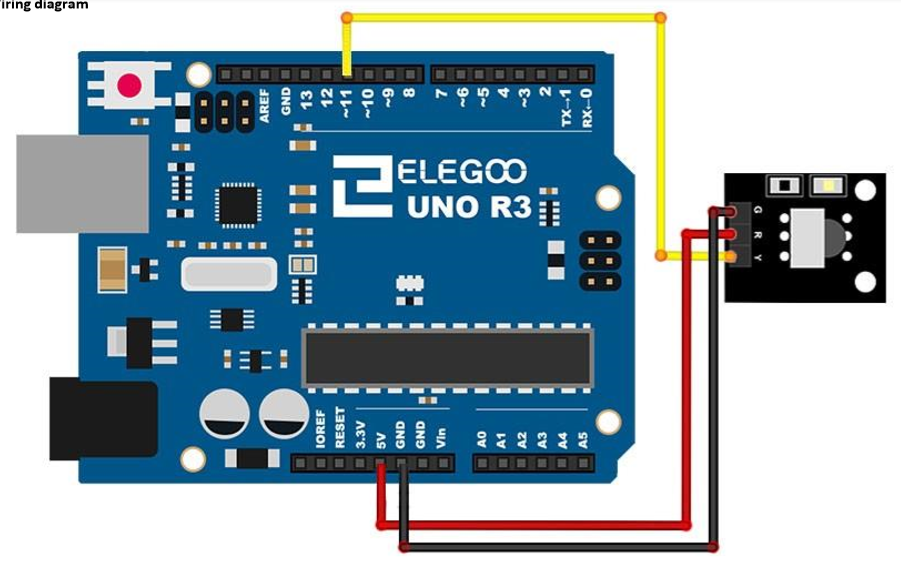 iring diagram
AREF
GND
13
12
~11
~10
~9
8
7
~6
~5
4
~3
2
TX→1
RX←0
ELEGOO
UNO R3
G
R
Y
IOREF
RESET
3.3V
5V
GND
GND
Vin
A0
A1
A2
A3
A4
A5